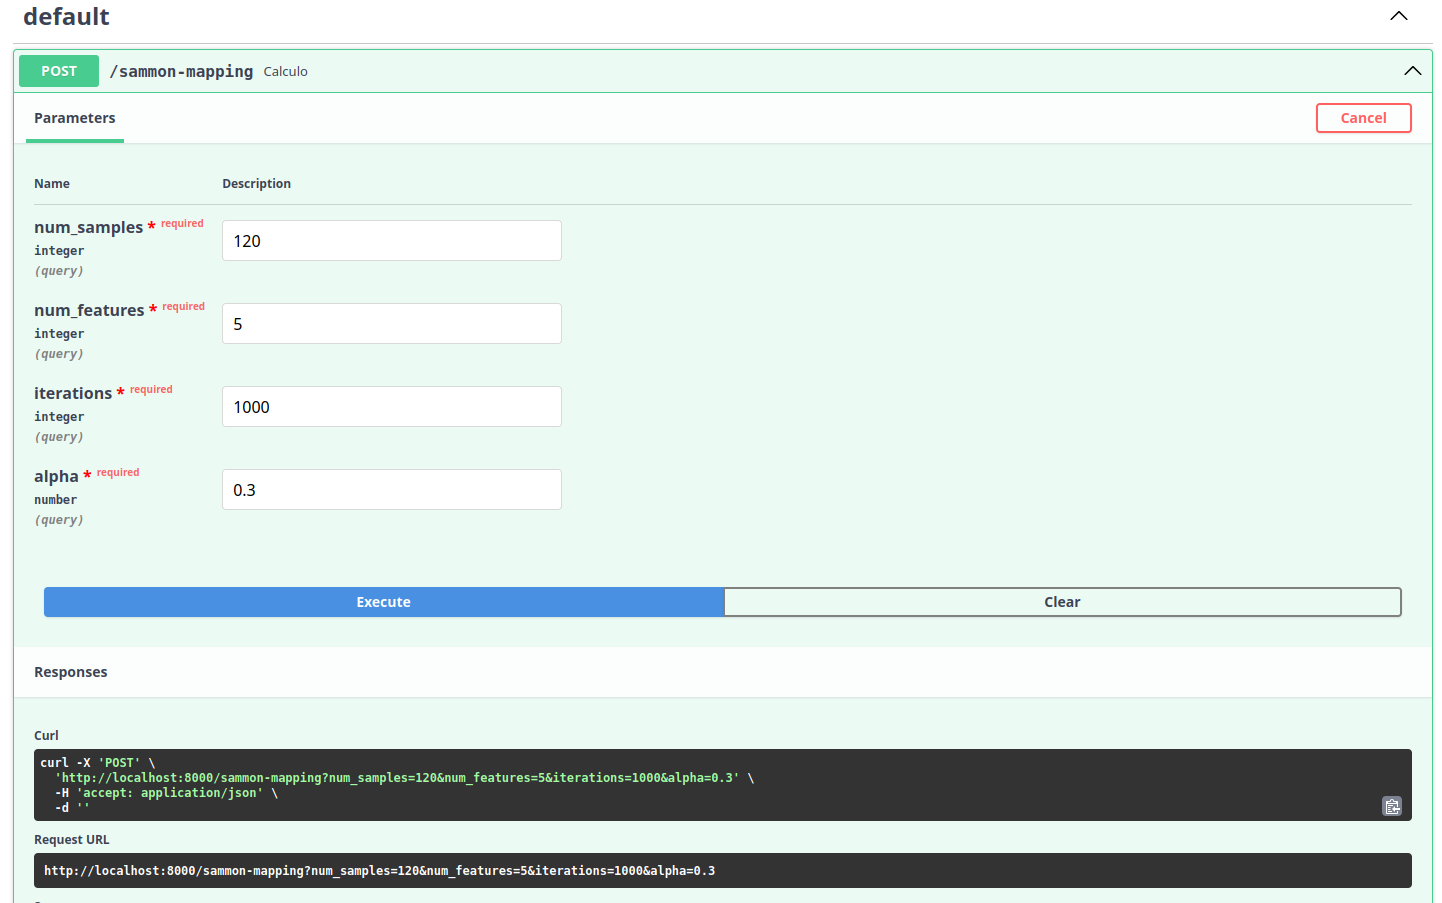 default
POST /sammon-mapping Calculo
Parameters
Cancel
Name Description
num_samples * required
integer
(query)
120
num_features * required
integer
(query)
5
iterations * required
integer
(query)
1000
alpha * required
number
(query)
0.3
Execute
Clear
Responses
Curl
curl -X 'POST' \
'http://localhost:8000/sammon-mapping?num_samples=120&num_features=5&iterations=1000&alpha=0.3' \
-H 'accept: application/json' \
-d ''
Request URL
http://localhost:8000/sammon-mapping?num_samples=120&num_features=5&iterations=1000&alpha=0.3